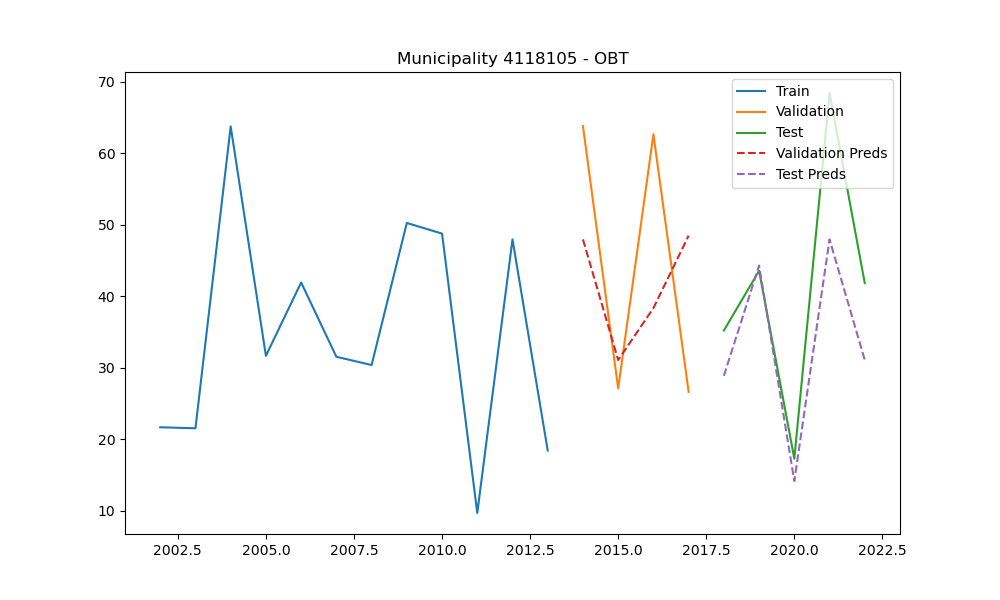 Municipality 4118105 - OBT
70
60
50
40
30
20
10
2002.5
2005.0
2007.5
2010.0
2012.5
2015.0
2017.5
2020.0
2022.5
Train
Validation
Test
Validation Preds
Test Preds